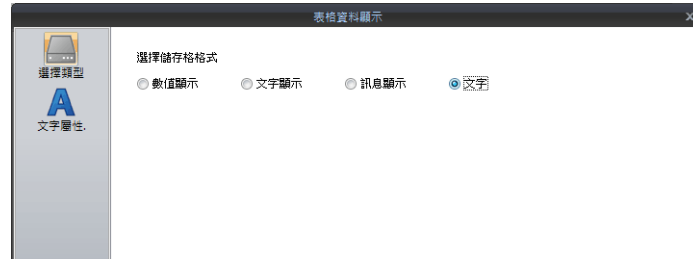 表格資料顯示
選擇類型
文字屬性.
選擇儲存格格式
數值顯示 文字顯示 訊息顯示 文字